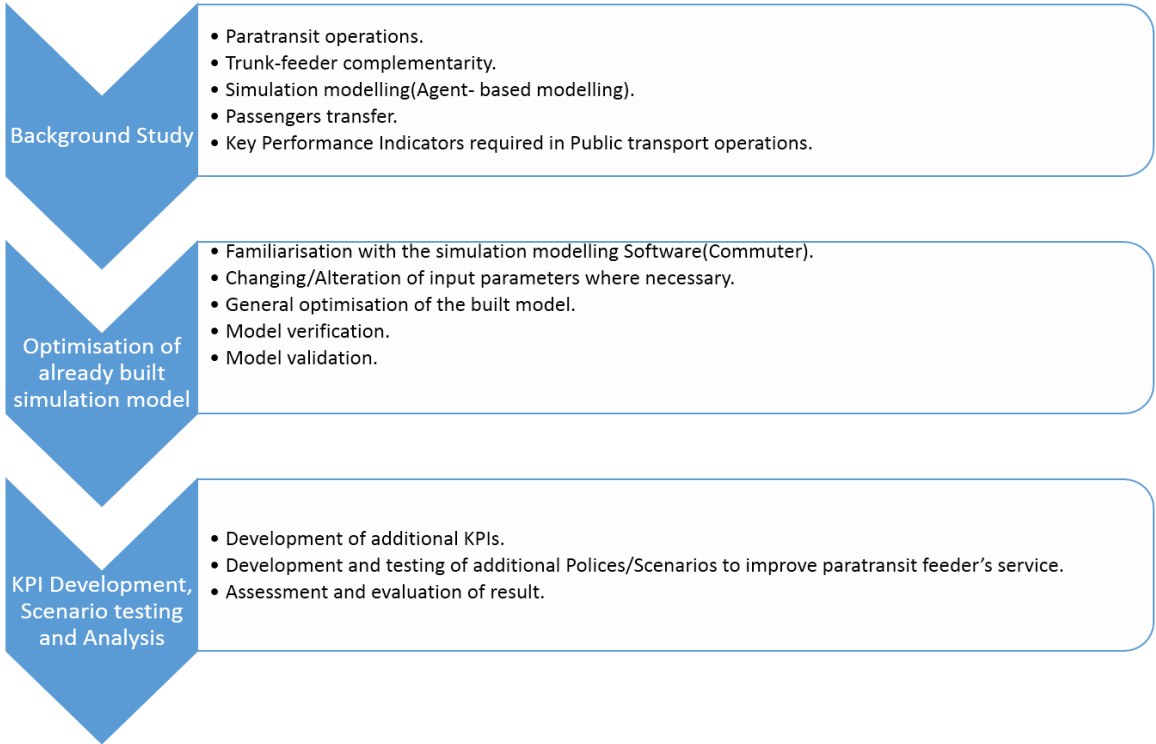 Background Study
• Paratransit operations.
• Trunk-feeder complementarity.
• Simulation modelling(Agent- based modelling).
• Passengers transfer.
• Key Performance Indicators required in Public transport operations.
Optimisation of
already built
simulation model
• Familiarisation with the simulation modelling Software(Commuter).
• Changing/Alteration of input parameters where necessary.
• General optimisation of the built model.
• Model verification.
• Model validation.
KPI Development,
Scenario testing
and Analysis
• Development of additional KPIs.
• Development and testing of additional Polices/Scenarios to improve paratransit feeder’s service.
• Assessment and evaluation of result.